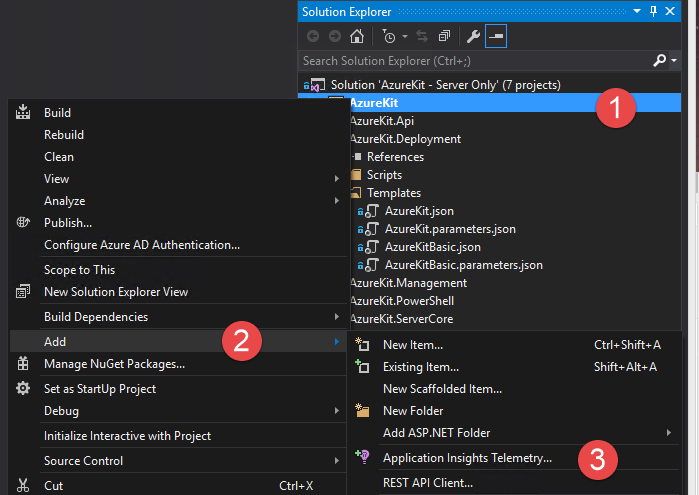 Solution Explorer
Search Solution Explorer (Ctrl+;)
Solution 'AzureKit - Server Only' (7 projects)
AzureKit
1
AzureKit.Api
AzureKit.Deployment
References
Scripts
Templates
AzureKit.json
AzureKit.parameters.json
AzureKitBasic.json
AzureKitBasic.parameters.json
AzureKit.Management
AzureKit.PowerShell
AzureKit.ServerCore
Build
Rebuild
Clean
View
Analyze
Publish...
Configure Azure AD Authentication...
Scope to This
New Solution Explorer View
Build Dependencies
Add
2
Manage NuGet Packages...
Set as StartUp Project
Debug
Initialize Interactive with Project
Source Control
Cut Ctrl+X
New Item... Ctrl+Shift+A
Existing Item... Shift+Alt+A
New Scaffolded Item...
New Folder
Add ASP.NET Folder
Application Insights Telemetry...
3
REST API Client...